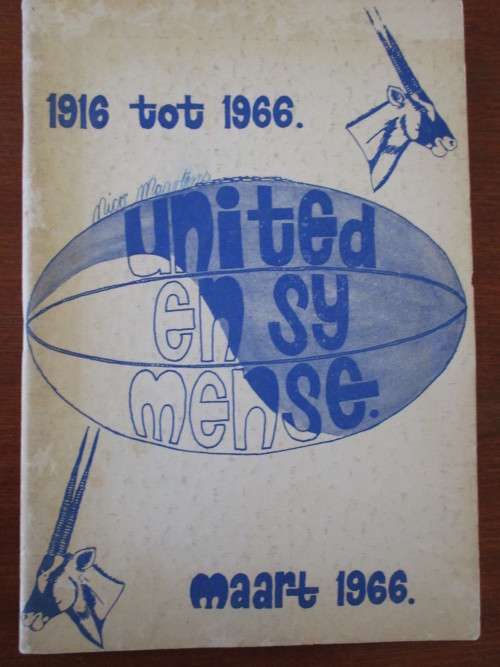 1916 tot 1966.
united
en sy
mense.
maart 1966.